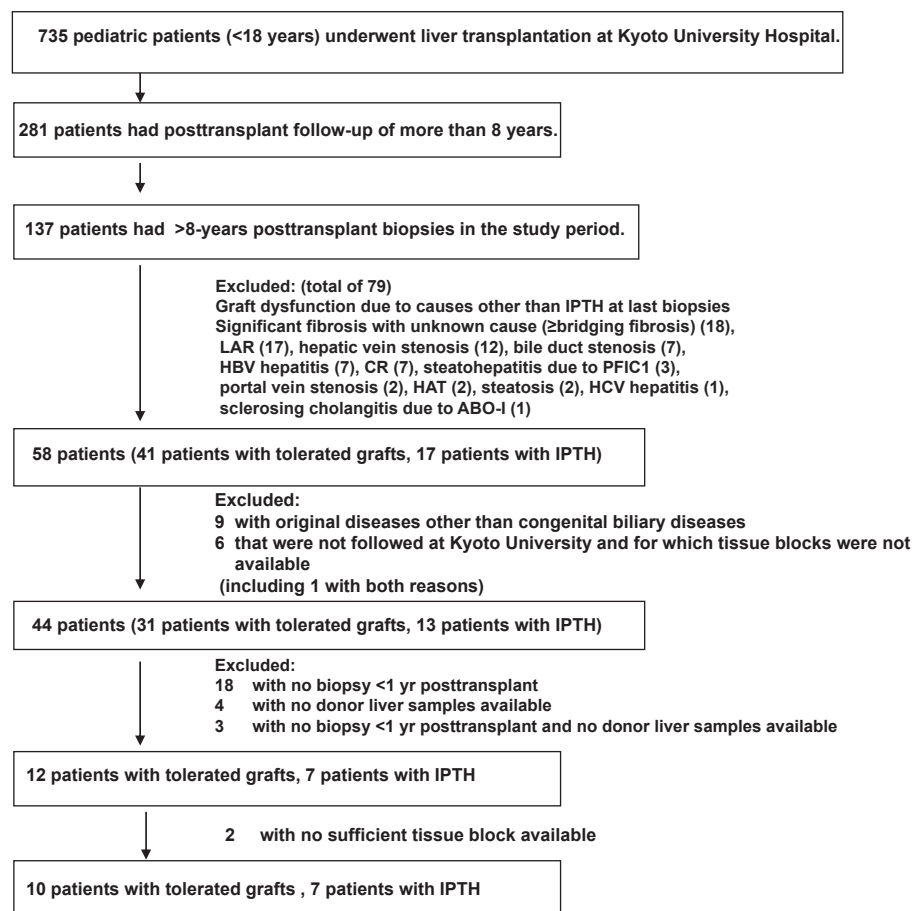 735 pediatric patients (<18 years) underwent liver transplantation at Kyoto University Hospital.
281 patients had posttransplant follow-up of more than 8 years.
137 patients had >8-years posttransplant biopsies in the study period.
Excluded: (total of 79)
Graft dysfunction due to causes other than IPTH at last biopsies
Significant fibrosis with unknown cause (≥bridging fibrosis) (18),
LAR (17), hepatic vein stenosis (12), bile duct stenosis (7),
HBV hepatitis (7), CR (7), steatohepatitis due to PFIC1 (3),
portal vein stenosis (2), HAT (2), steatosis (2), HCV hepatitis (1),
sclerosing cholangitis due to ABO-I (1)
58 patients (41 patients with tolerated grafts, 17 patients with IPTH)
Excluded:
9 with original diseases other than congenital biliary diseases
6 that were not followed at Kyoto University and for which tissue blocks were not
available
(including 1 with both reasons)
44 patients (31 patients with tolerated grafts, 13 patients with IPTH)
Excluded:
18 with no biopsy <1 yr posttransplant
4 with no donor liver samples available
3 with no biopsy <1 yr posttransplant and no donor liver samples available
12 patients with tolerated grafts, 7 patients with IPTH
2 with no sufficient tissue block available
10 patients with tolerated grafts , 7 patients with IPTH